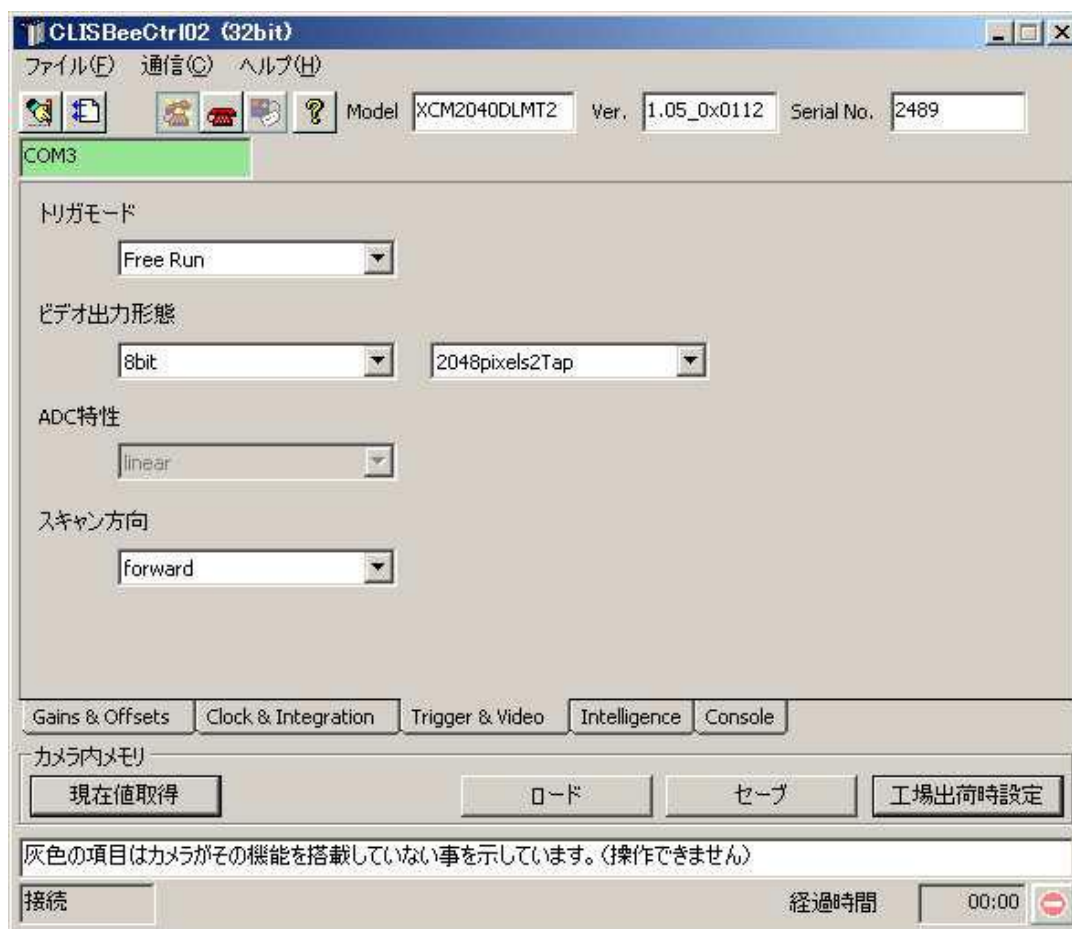 CLISBeeCtrl02 (32bit)
ファイル(F) 通信(C) ヘルプ(H)
Model XCM2040DLMT2 Ver. 1.05_0x0112 Serial No. 2489
COM3
トリガモード
Free Run
ビデオ出力形態
8bit 2048pixels2Tap
ADC特性
linear
スキャン方向
forward
Gains & Offsets Clock & Integration Trigger & Video Intelligence Console
カメラ内メモリ
現在値取得 ロード セーブ 工場出荷時設定
灰色の項目はカメラがその機能を搭載していない事を示しています。(操作できません)
接続 経過時間 00:00